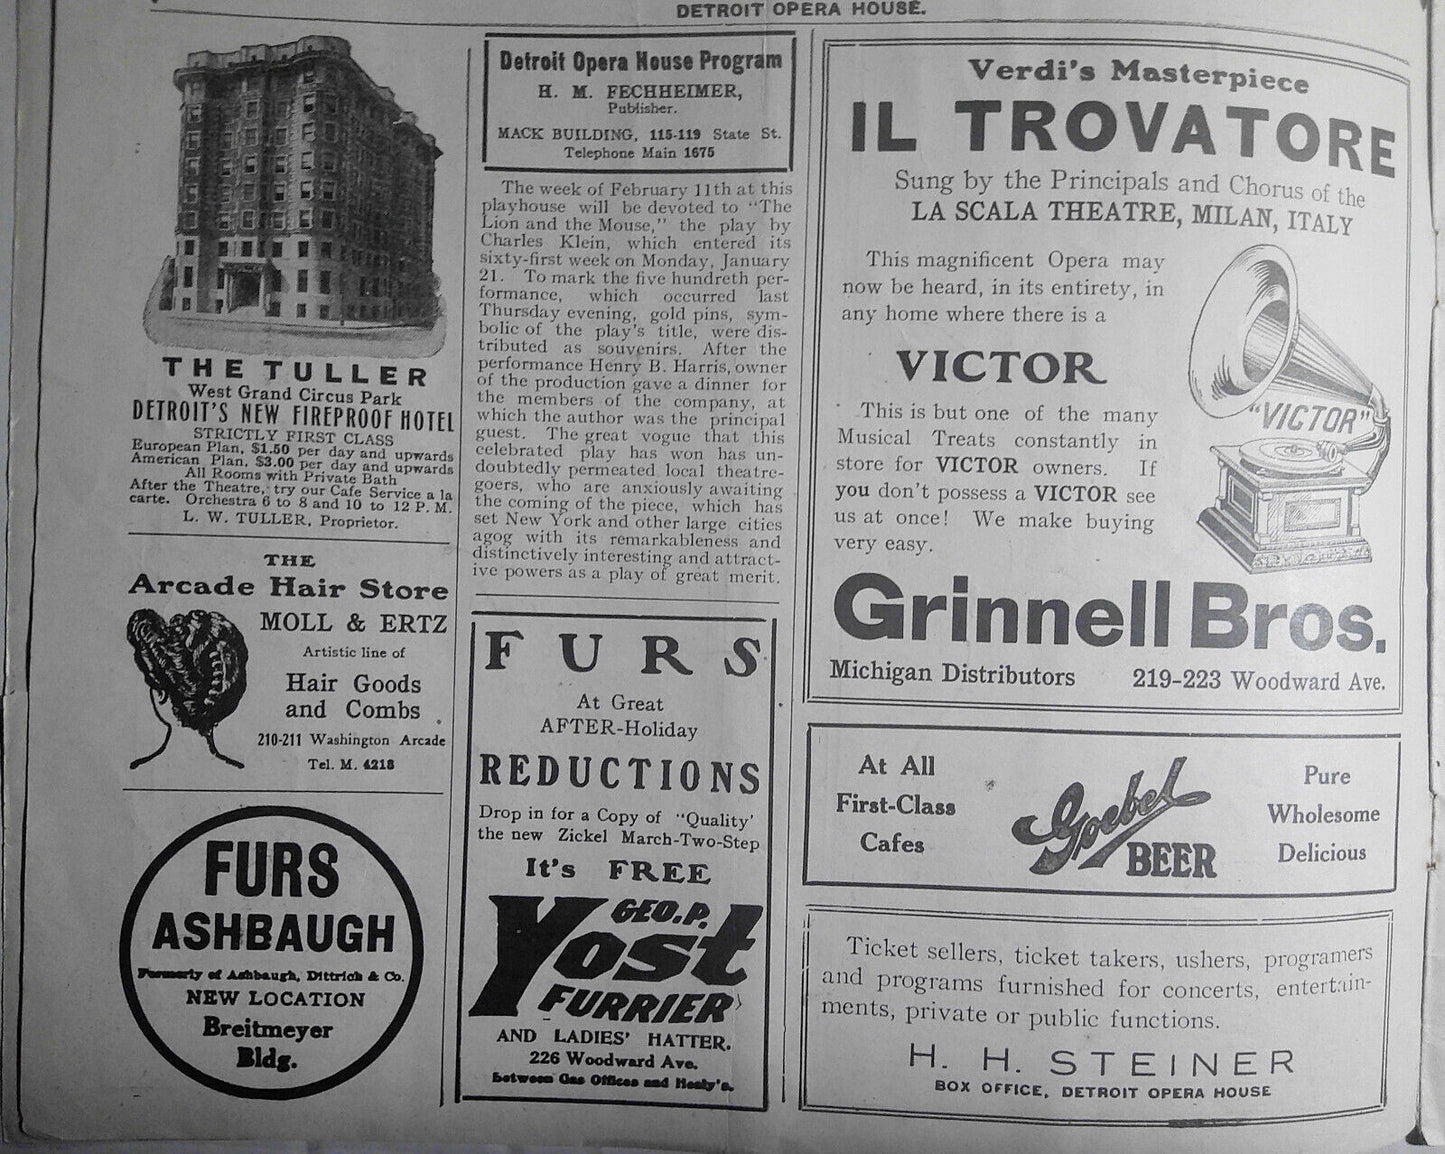 DETROIT OPERA HOUSE.
THE TULLER
West Grand Circus Park
DETROIT'S NEW FIREPROOF HOTEL
STRICTLY FIRST CLASS
European Plan, $1.50 per day and upwards
American Plan, $3.00 per day and upwards
All Rooms with Private Bath
After the Theatre, try our Cafe Service a la
carte. Orchestra 6 to 8 and 10 to 12 P. M.
L. W. TULLER, Proprietor.
THE
Arcade Hair Store
MOLL & ERTZ
Artistic line of
Hair Goods
and Combs
210-211 Washington Arcade
Tel. M. 4218
FURS
ASHBAUGH
Formerly of Ashbaugh, Dittrich & Co.
NEW LOCATION
Breitmeyer
Bldg.
Detroit Opera House Program
H. M. FECHHEIMER,
Publisher.
MACK BUILDING, 115-119 State St.
Telephone Main 1675
The week of February 11th at this
playhouse will be devoted to "The
Lion and the Mouse," the play by
Charles Klein, which entered its
sixty-first week on Monday, January
21. To mark the five hundreth per-
formance, which occurred last
Thursday evening, gold pins, sym-
bolic of the play's title, were dis-
tributed as souvenirs. After the
performance Henry B. Harris, owner
of the production gave a dinner for
the members of the company, at
which the author was the principal
guest. The great vogue that this
celebrated play has won has un-
doubtedly permeated local theatre-
goers, who are anxiously awaiting
the coming of the piece, which has
set New York and other large cities
agog with its remarkableness and
distinctively interesting and attract-
ive powers as a play of great merit.
FURS
At Great
AFTER-Holiday
REDUCTIONS
Drop in for a Copy of "Quality'
the new Zickel March-Two-Step
It's FREE
GEO. P.
Yost
FURRIER
AND LADIES' HATTER.
226 Woodward Ave.
between Gas Offices and Healy's.
Verdi's Masterpiece
IL TROVATORE
Sung by the Principals and Chorus of the
LA SCALA THEATRE, MILAN, ITALY
This magnificent Opera may
now be heard, in its entirety, in
any home where there is a
VICTOR
This is but one of the many
Musical Treats constantly in
store for VICTOR owners. If
you don't possess a VICTOR see
us at once! We make buying
very easy.
"VICTOR"
Grinnell Bros.
Michigan Distributors 219-223 Woodward Ave.
At All
First-Class
Cafes
Goebel
BEER
Pure
Wholesome
Delicious
Ticket sellers, ticket takers, ushers, programers
and programs furnished for concerts, entertain-
ments, private or public functions.
H. H. STEINER
BOX OFFICE, DETROIT OPERA HOUSE